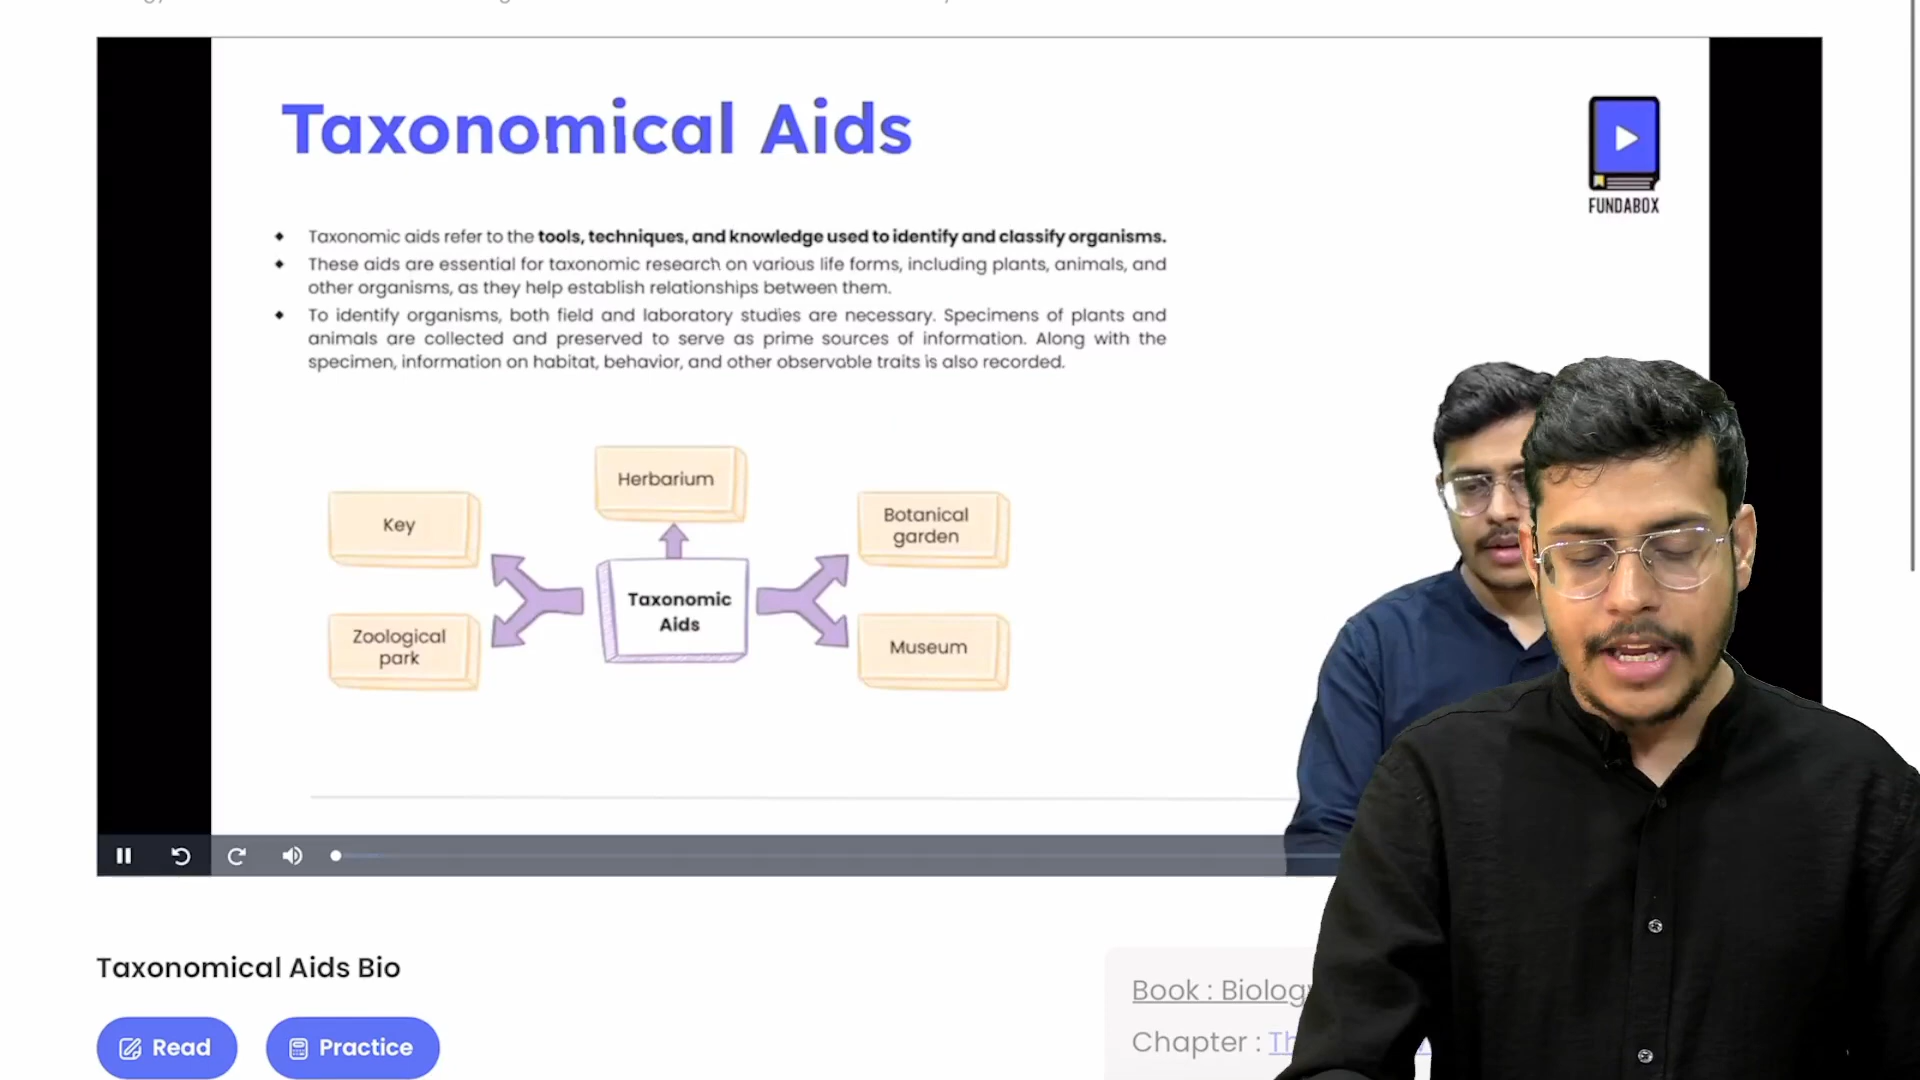 Taxonomical Aids
FUNDABOX
Taxonomic aids refer to the tools, techniques, and knowledge used to identify and classify organisms.
These aids are essential for taxonomic research on various life forms, including plants, animals, and
other organisms, as they help establish relationships between them.
To identify organisms, both field and laboratory studies are necessary. Specimens of plants and
animals are collected and preserved to serve as prime sources of information. Along with the
specimen, information on habitat, behavior, and other observable traits is also recorded.
Herbarium
Key
Botanical
garden
Taxonomic
Aids
Zoological
park
Museum
Taxonomical Aids Bio
Read
Practice
Book : Biology
Chapter :